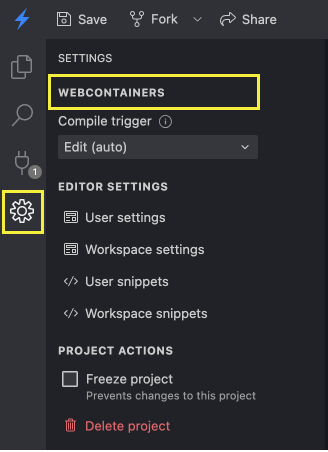 Save Fork Share
SETTINGS
WEBCONTAINERS
Compile trigger
Edit (auto)
1
EDITOR SETTINGS
User settings
Workspace settings
User snippets
Workspace snippets
PROJECT ACTIONS
Freeze project
Prevents changes to this project
Delete project